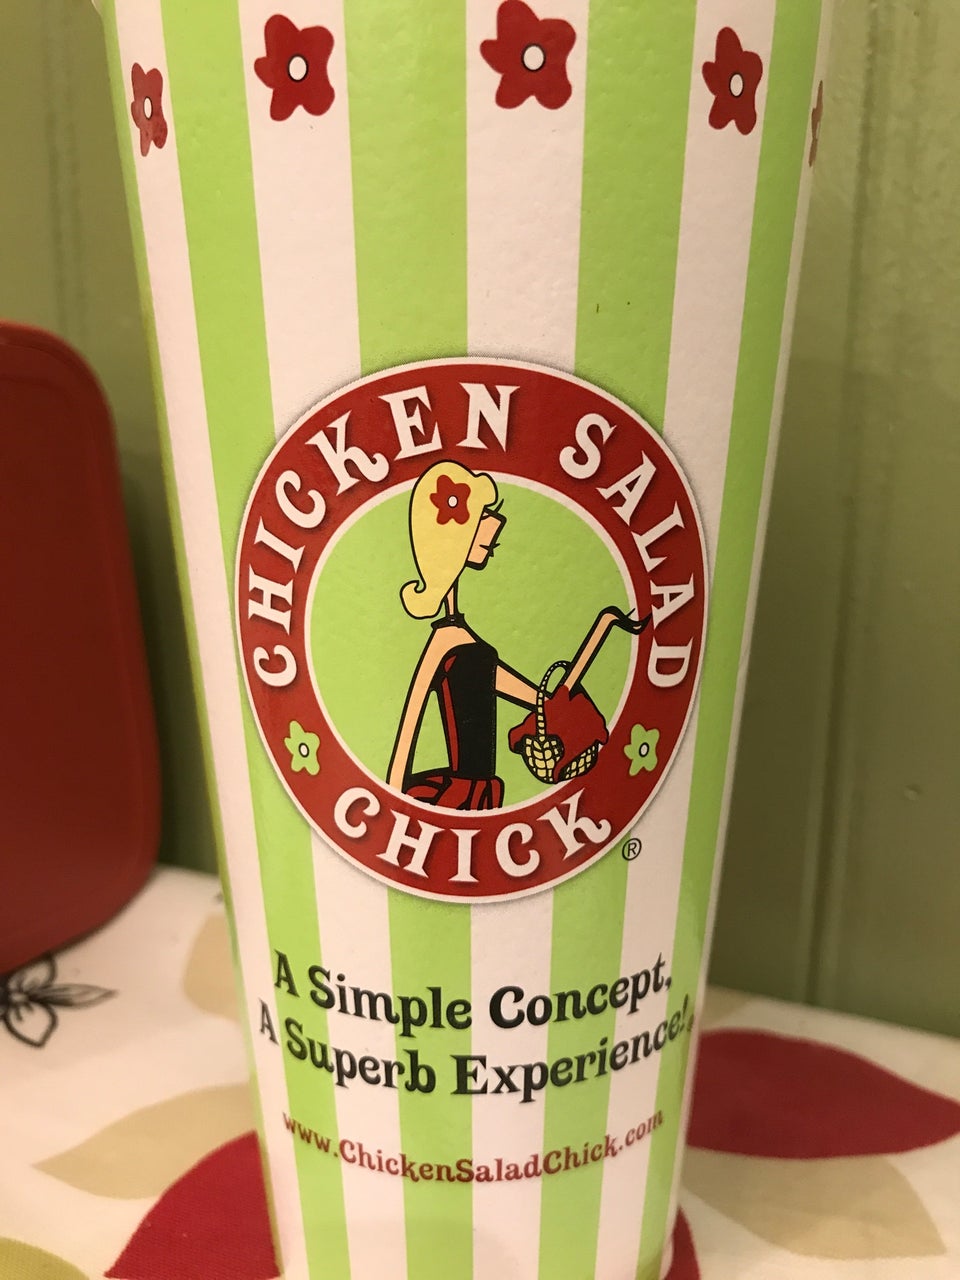 CHICKEN SALAD
CHICK
®
A Simple Concept,
A Superb Experience!
www.ChickenSaladChick.com